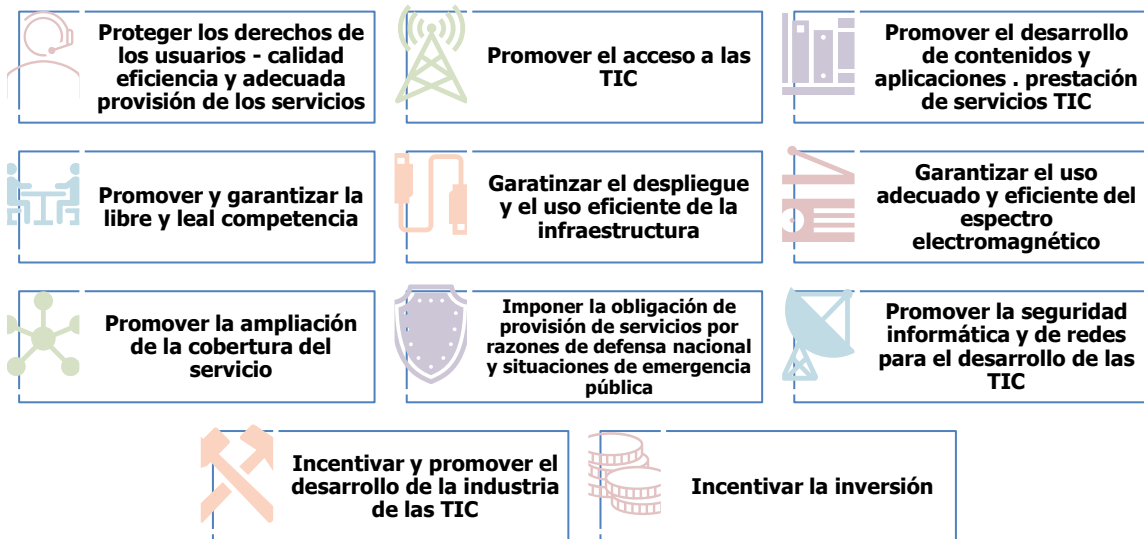 Proteger los derechos de
los usuarios - calidad
eficiencia y adecuada
provisión de los servicios
Promover el acceso a las
TIC
Promover el desarrollo
de contenidos y
aplicaciones . prestación
de servicios TIC
Promover y garantizar la
libre y leal competencia
Garatinzar el despliegue
y el uso eficiente de la
infraestructura
Garantizar el uso
adecuado y eficiente del
espectro
electromagnético
Promover la ampliación
de la cobertura del
servicio
Imponer la obligación de
provisión de servicios por
razones de defensa nacional
y situaciones de emergencia
pública
Promover la seguridad
informática y de redes
para el desarrollo de las
TIC
Incentivar y promover el
desarrollo de la industria
de las TIC
Incentivar la inversión